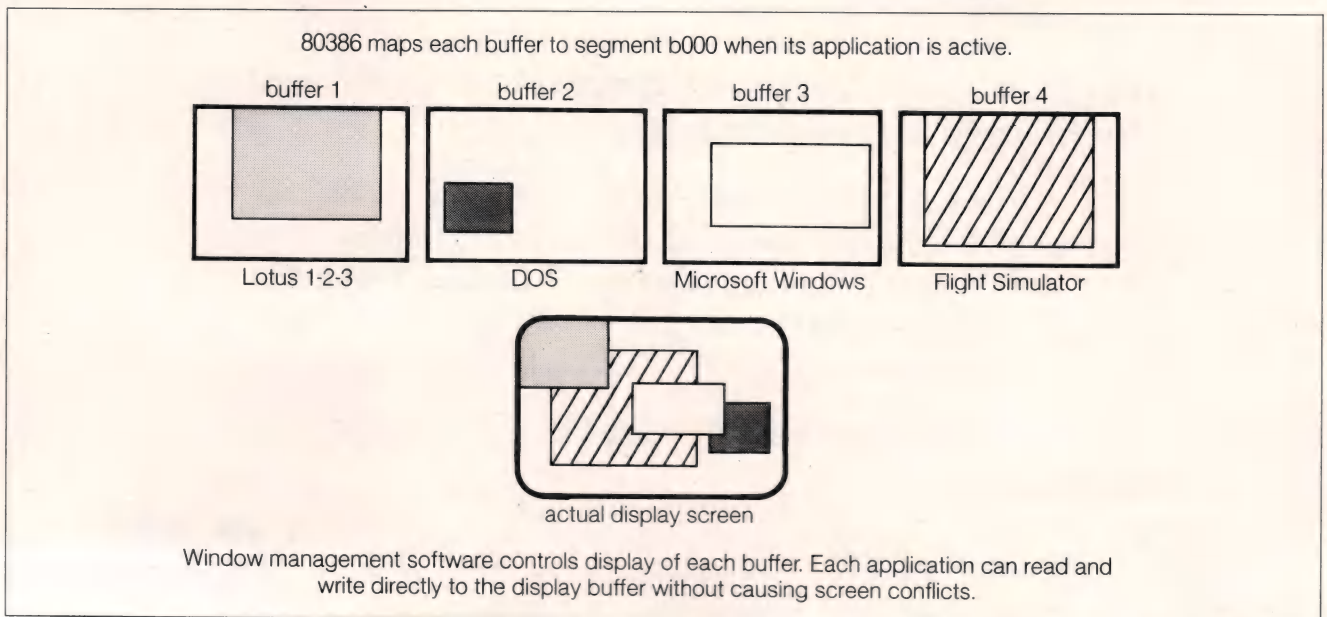 80386 maps each buffer to segment b000 when its application is active.
buffer 1 buffer 2 buffer 3 buffer 4
Lotus 1-2-3 DOS Microsoft Windows Flight Simulator
actual display screen
Window management software controls display of each buffer. Each application can read and
write directly to the display buffer without causing screen conflicts.